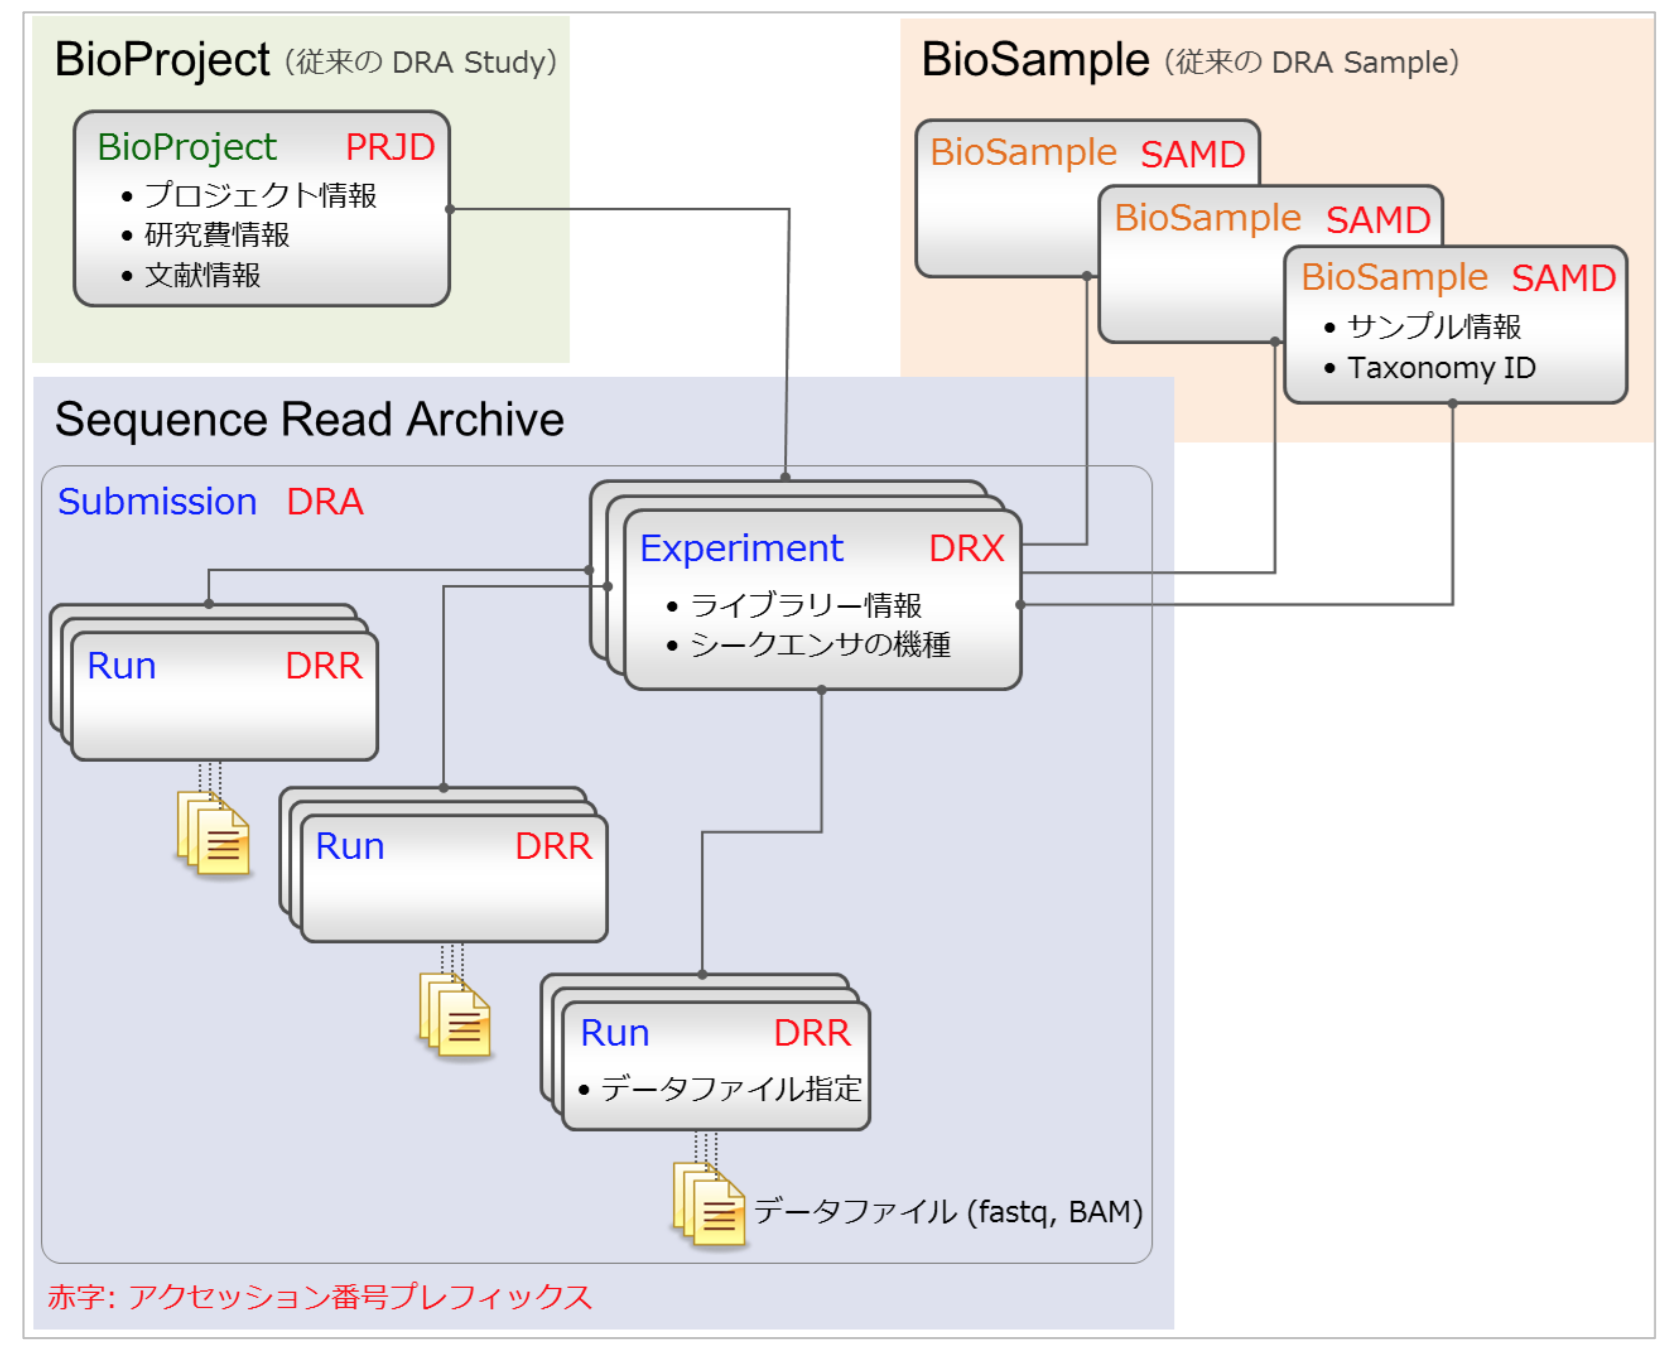 BioProject (従来の DRA Study)
BioProject PRJD
• プロジェクト情報
• 研究費情報
• 文献情報
BioSample (従来の DRA Sample)
BioSample SAMD
BioSample SAMD
BioSample SAMD
• サンプル情報
• Taxonomy ID
Sequence Read Archive
Submission DRA
Experiment DRX
• ライブラリー情報
• シークエンサの機種
Run DRR
Run DRR
Run DRR
• データファイル指定
データファイル (fastq, BAM)
赤字: アクセッション番号プレフィックス